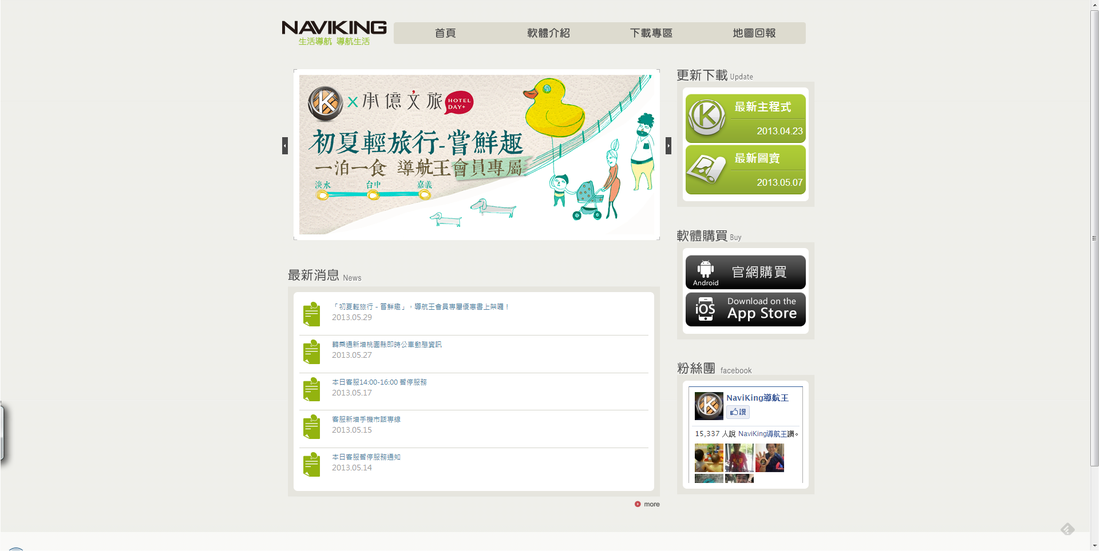 NAVIKING
生活導航 導航生活
首頁
軟體介紹
下載專區
地圖回報
K x 承億文旅 HOTEL DAY+
初夏輕旅行-嘗鮮趣
一泊一食 導航王會員專屬
淡水 台中 嘉義
更新下載 Update
最新主程式
2013.04.23
最新圖資
2013.05.07
軟體購買 Buy
Android
官網購買
iOS
Download on the
App Store
最新消息 News
「初夏輕旅行-嘗鮮趣」，導航王會員專屬優惠
2013.05.29
轉乘通新增桃園縣即時公車動態資訊
2013.05.27
本日客服14:00-16:00 暫停服務
2013.05.17
客服新增手機市話專線
2013.05.15
本日客服暫停服務通知
2013.05.14
more
粉絲團 facebook
NaviKing導航王
讚
15,337 人說 NaviKing導航王讚。